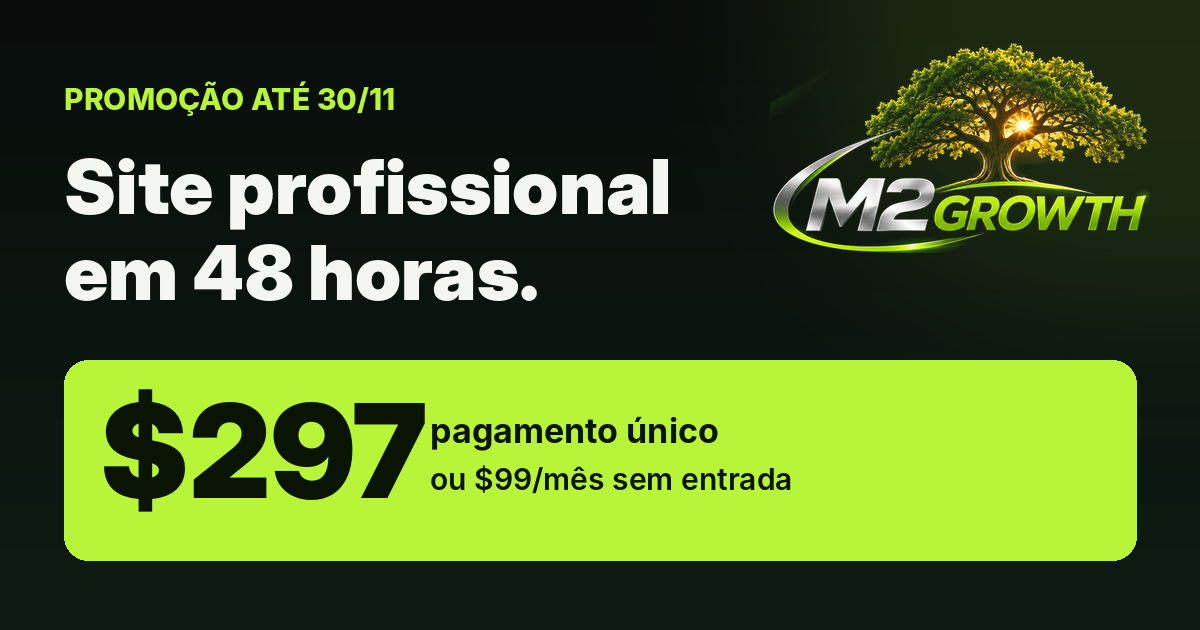 PROMOÇÃO ATÉ 30/11
Site profissional
em 48 horas.
M2GROWTH
$297
pagamento único
ou $99/mês sem entrada